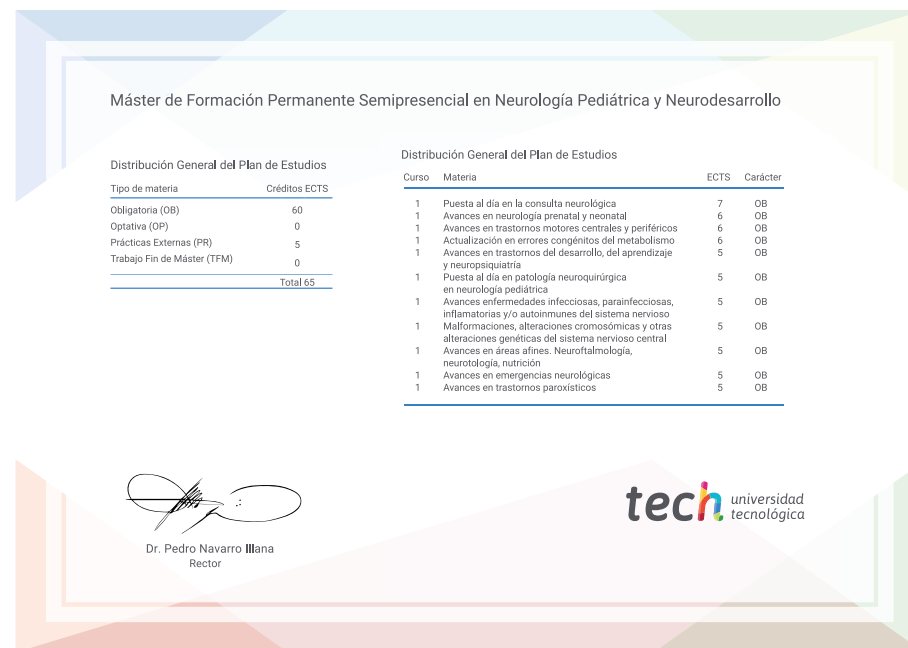 Máster de Formación Permanente Semipresencial en Neurología Pediátrica y Neurodesarrollo
Distribución General del Plan de Estudios
Tipo de materia Créditos ECTS
Obligatoria (OB) 60
Optativa (OP) 0
Prácticas Externas (PR) 5
Trabajo Fin de Máster (TFM) 0
Total 65
Distribución General del Plan de Estudios
Curso Materia ECTS Carácter
1 Puesta al día en la consulta neurológica 7 OB
1 Avances en neurología prenatal y neonatal 6 OB
1 Avances en trastornos motores centrales y periféricos 6 OB
1 Actualización en errores congénitos del metabolismo 6 OB
1 Avances en trastornos del desarrollo, del aprendizaje 5 OB
y neuropsiquiatría
1 Puesta al día en patología neuroquirúrgica 5 OB
en neurología pediátrica
1 Avances enfermedades infecciosas, parainfecciosas, 5 OB
inflamatorias y/o autoinmunes del sistema nervioso
1 Malformaciones, alteraciones cromosómicas y otras 5 OB
alteraciones genéticas del sistema nervioso central
1 Avances en áreas afines. Neuroftalmología, 5 OB
neurotología, nutrición
1 Avances en emergencias neurológicas 5 OB
1 Avances en trastornos paroxísticos 5 OB
Dr. Pedro Navarro Illana
Rector
tech universidad
tecnológica